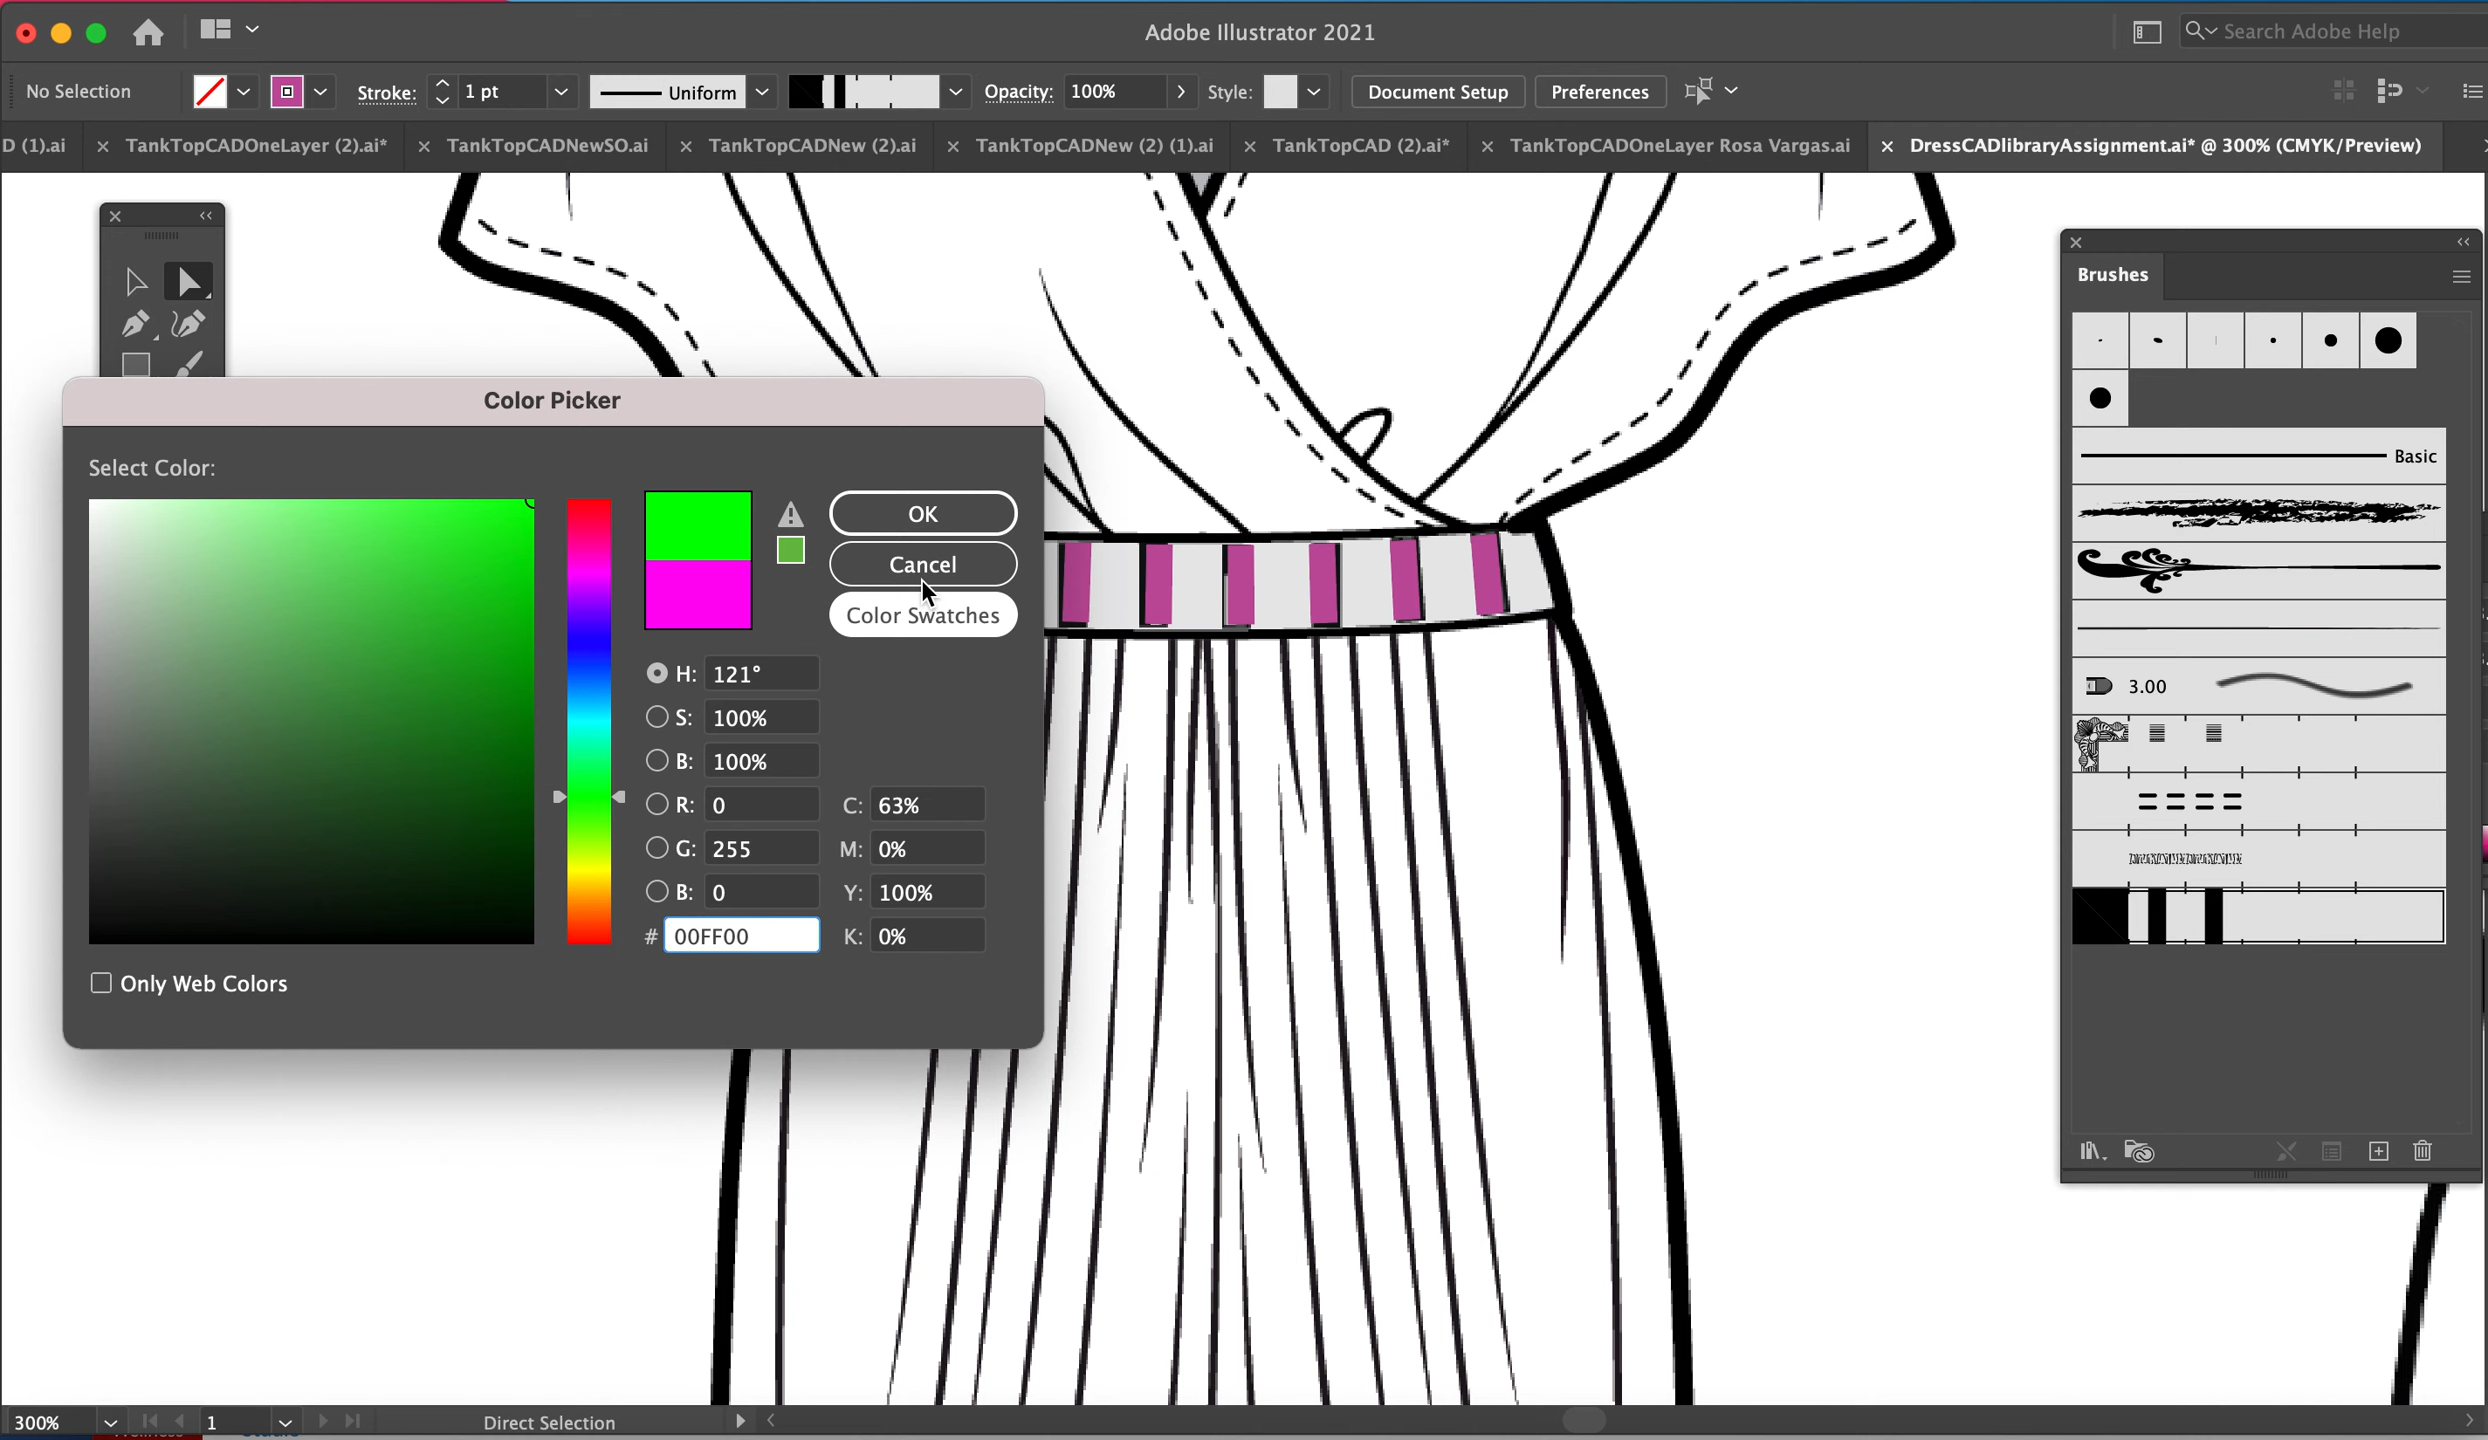 Adobe Illustrator 2021
Search Adobe Help
No Selection
Stroke:
1 pt
Uniform
Opacity:
100%
Style:
Document Setup
Preferences
D (1).ai
TankTopCADOneLayer (2).ai*
TankTopCADNewSO.ai
TankTopCADNew (2).ai
TankTopCADNew (2) (1).ai
TankTopCAD (2).ai*
TankTopCADOneLayer Rosa Vargas.ai
DressCADlibraryAssignment.ai* @ 300% (CMYK/Preview)
Brushes
Basic
3.00
Color Picker
Select Color:
OK
Cancel
Color Swatches
H: 121°
S: 100%
B: 100%
R: 0
C: 63%
G: 255
M: 0%
B: 0
Y: 100%
# 00FF00
K: 0%
Only Web Colors
300%
1
Direct Selection